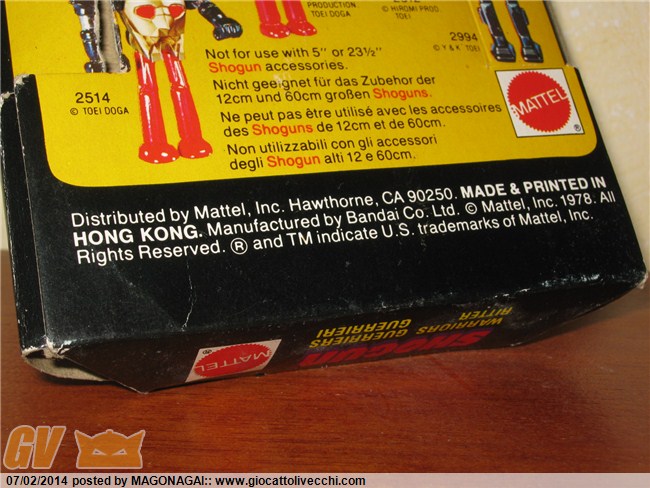 PRODUCTION
TOEI DOGA
© HIROMI PROD.
TOEI
2994
© Y & K TOEI
2514
© TOEI DOGA
Not for use with 5" or 23½"
Shogun accessories.
Nicht geeignet für das Zubehor der
12cm und 60cm großen Shoguns.
Ne peut pas être utilisé avec les accessoires
des Shoguns de 12cm et de 60cm.
Non utilizzabili con gli accessori
degli Shogun alti 12 e 60cm.
MATTEL
®
Distributed by Mattel, Inc. Hawthorne, CA 90250. MADE & PRINTED IN
HONG KONG. Manufactured by Bandai Co. Ltd. © Mattel, Inc. 1978. All
Rights Reserved. ® and TM indicate U.S. trademarks of Mattel, Inc.
MATTEL
SHOGUN
WARRIORS GUERRIERS
RITTER GUERRIERI
GV
07/02/2014 posted by MAGONAGAI:: www.giocattolivecchi.com